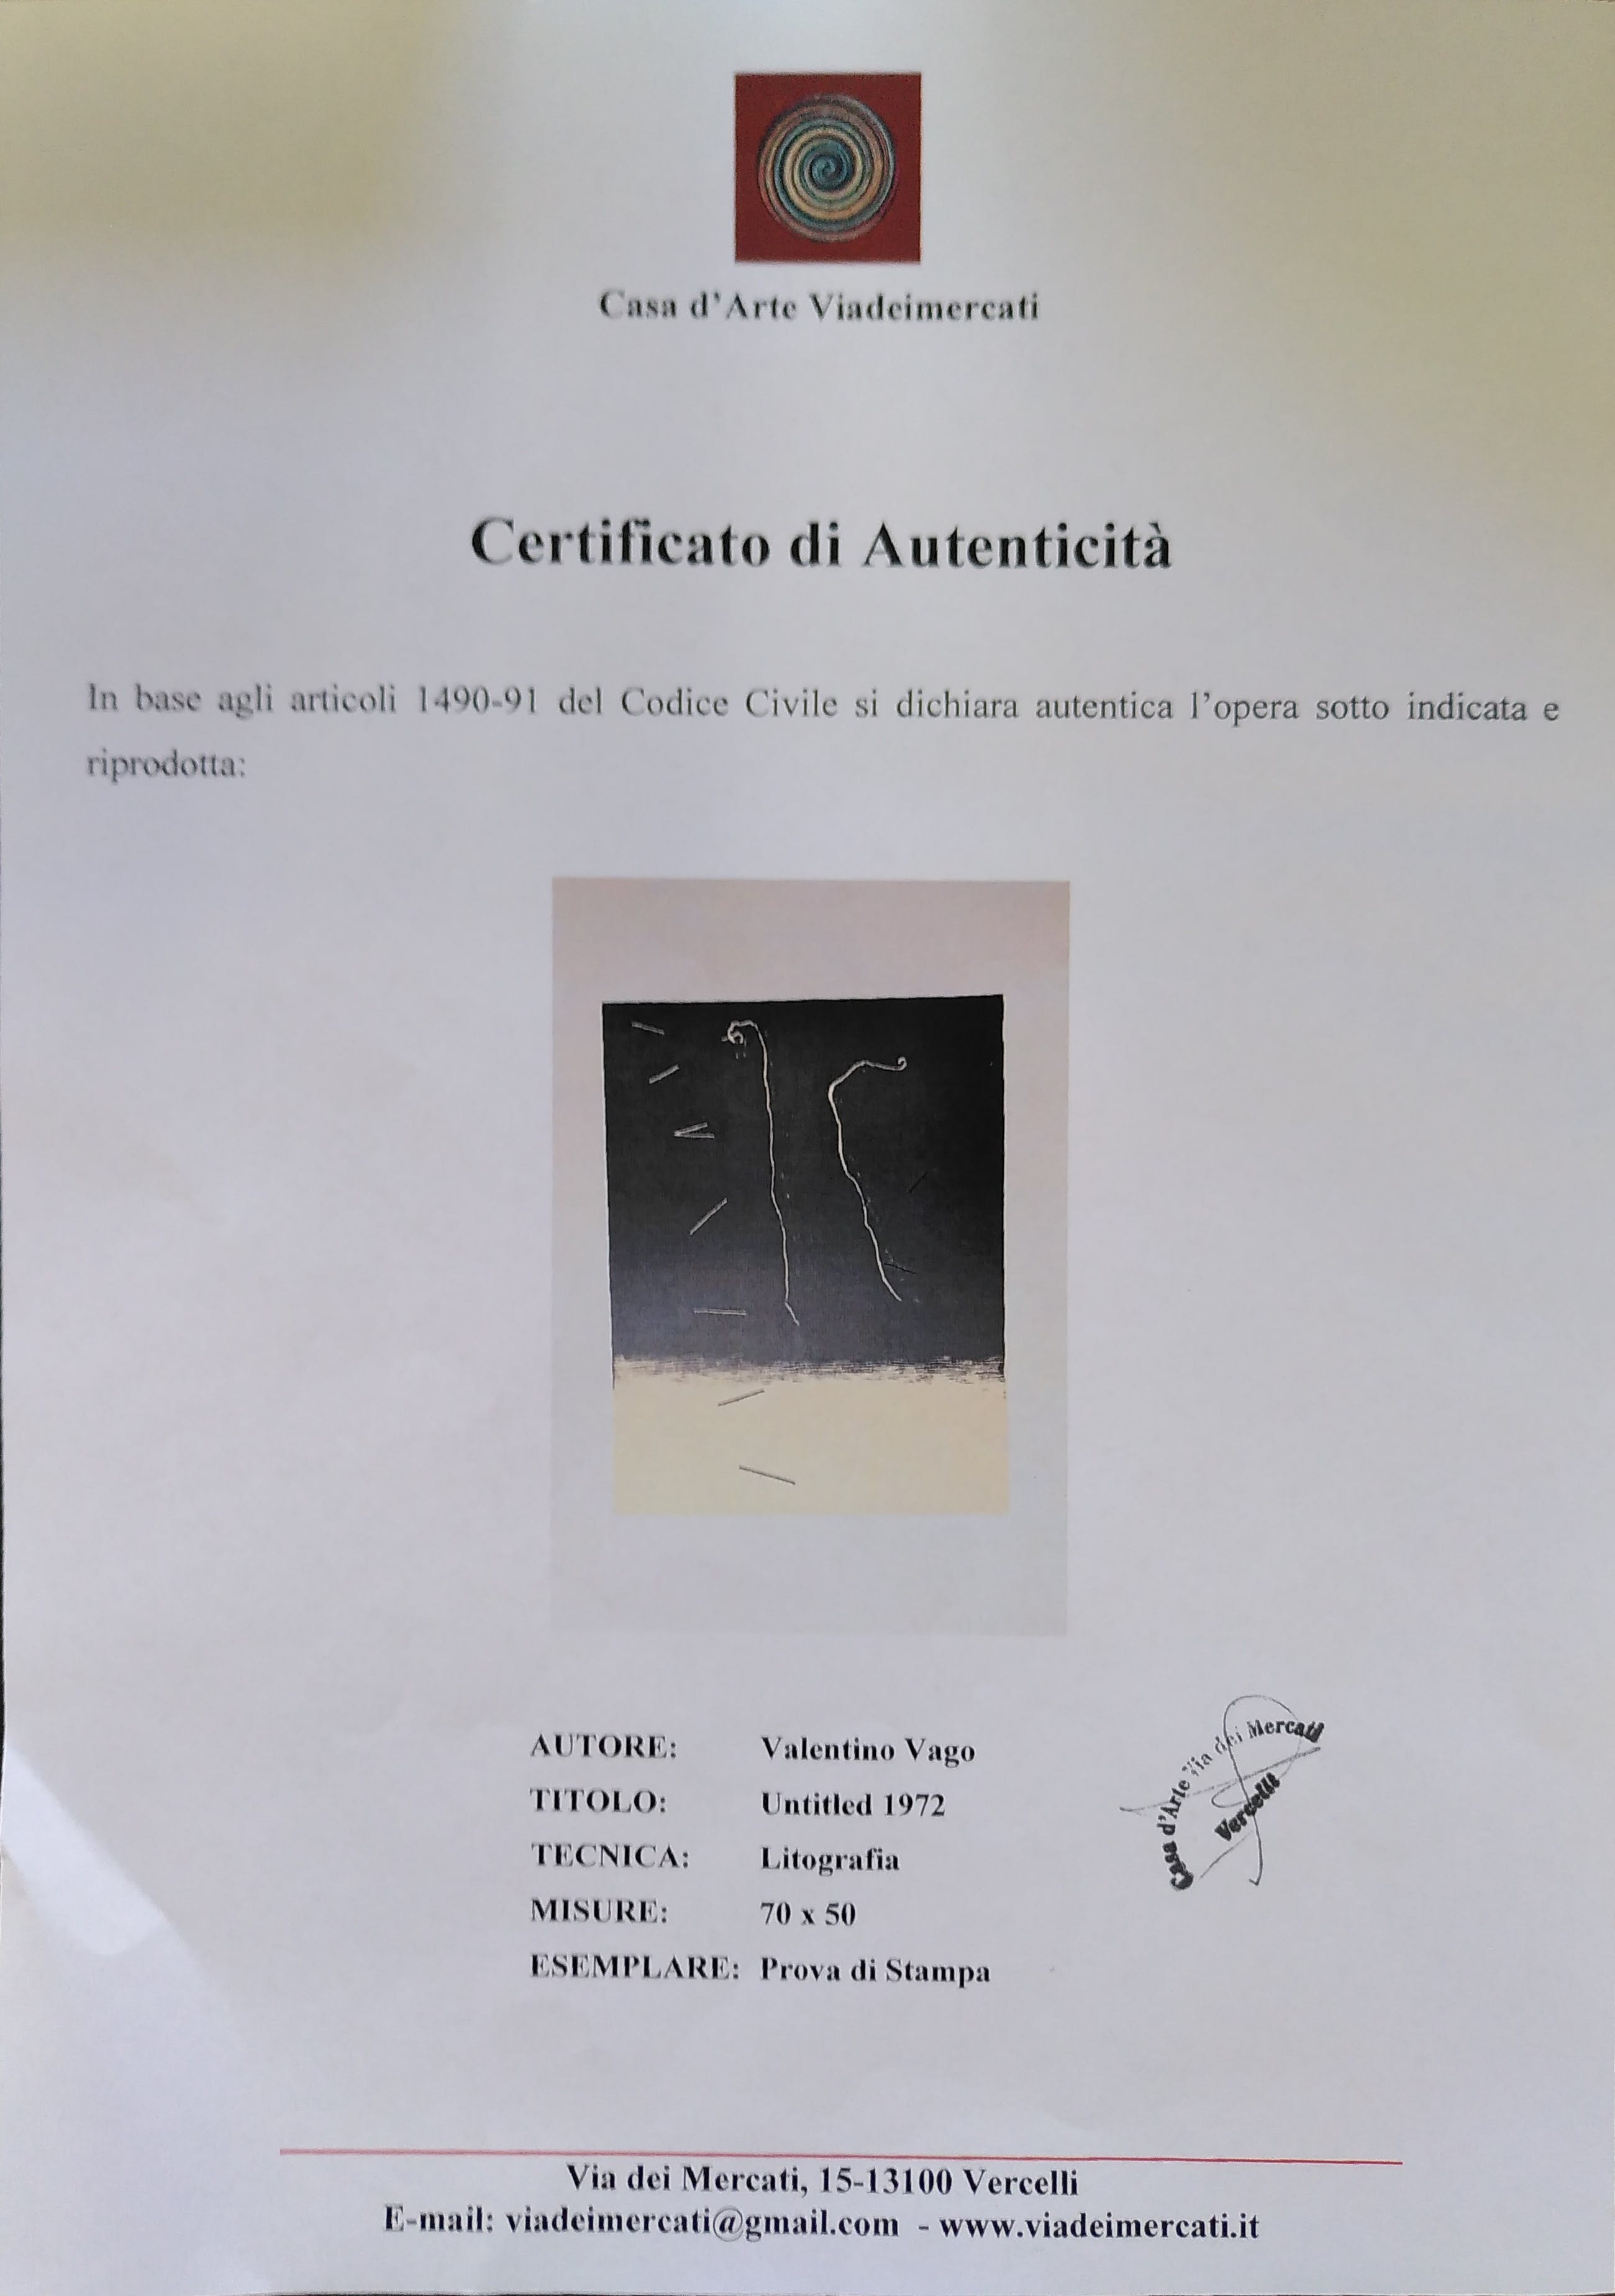 Casa d'Arte Viadeimercati
Certificato di Autenticità
In base agli articoli 1490-91 del Codice Civile si dichiara autentica l'opera sotto indicata e
riprodotta:
AUTORE: Valentino Vago
TITOLO: Untitled 1972
TECNICA: Litografia
MISURE: 70 x 50
ESEMPLARE: Prova di Stampa
Casa d'Arte Via dei Mercati
Vercelli
Via dei Mercati, 15-13100 Vercelli
E-mail: viadeimercati@gmail.com - www.viadeimercati.it